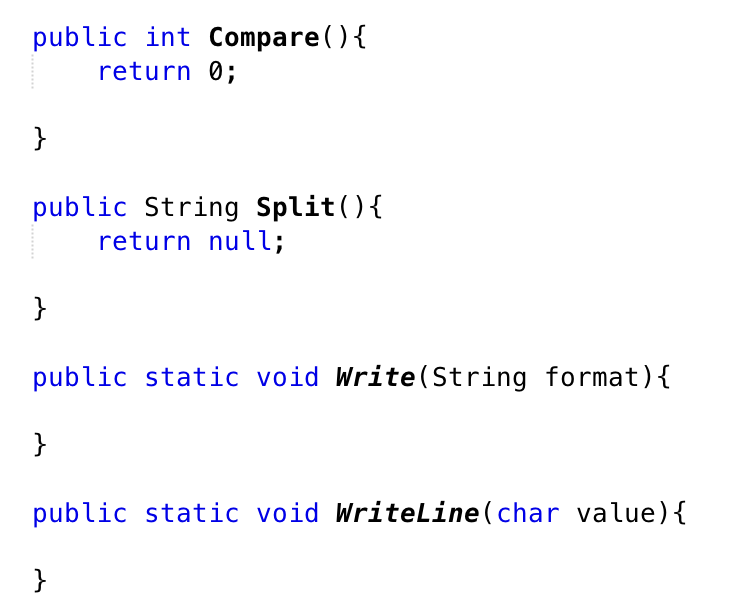 public int Compare(){
    return 0;
}
public String Split(){
    return null;
}
public static void Write(String format){
}
public static void WriteLine(char value){
}